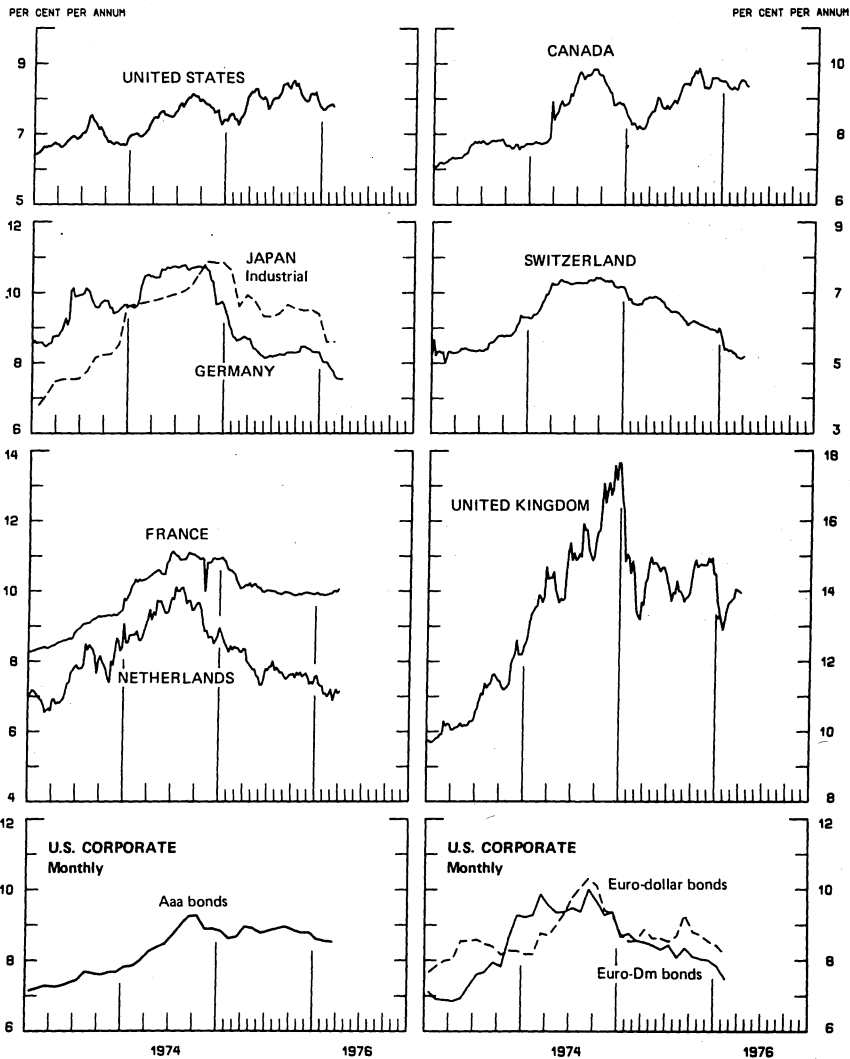 PER CENT PER ANNUM
PER CENT PER ANNUM
UNITED STATES
9
7
5
CANADA
10
8
6
JAPAN
Industrial
GERMANY
12
10
8
6
SWITZERLAND
9
7
5
3
FRANCE
NETHERLANDS
14
12
10
8
6
4
UNITED KINGDOM
18
16
14
12
10
8
U.S. CORPORATE
Monthly
Aaa bonds
12
10
8
6
1974
1976
U.S. CORPORATE
Monthly
Euro-dollar bonds
Euro-Dm bonds
12
10
8
6
1974
1976